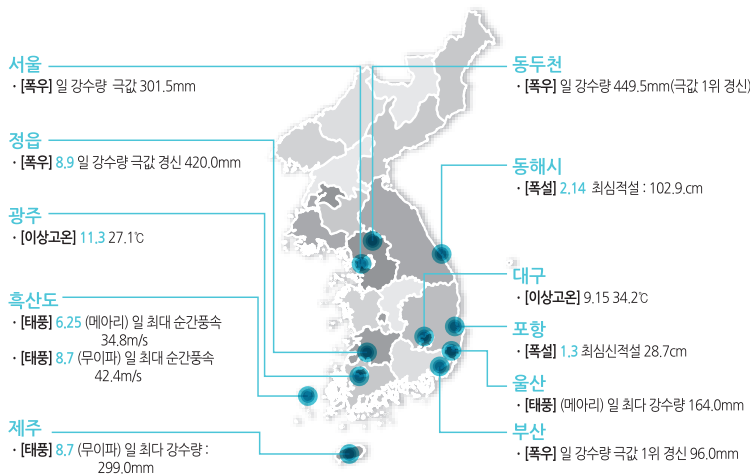 서울
· [폭우] 일 강수량 극값 301.5mm
정읍
· [폭우] 8.9 일 강수량 극값 경신 420.0mm
광주
· [이상고온] 11.3 27.1℃
흑산도
· [태풍] 6.25 (메아리) 일 최대 순간풍속
34.8m/s
· [태풍] 8.7 (무이파) 일 최대 순간풍속
42.4m/s
제주
· [태풍] 8.7 (무이파) 일 최다 강수량 :
299.0mm
동두천
· [폭우] 일 강수량 449.5mm(극값 1위 경신)
동해시
· [폭설] 2.14 최심적설 : 102.9.cm
대구
· [이상고온] 9.15 34.2℃
포항
· [폭설] 1.3 최심신적설 28.7cm
울산
· [태풍] (메아리) 일 최다 강수량 164.0mm
부산
· [폭우] 일 강수량 극값 1위 경신 96.0mm